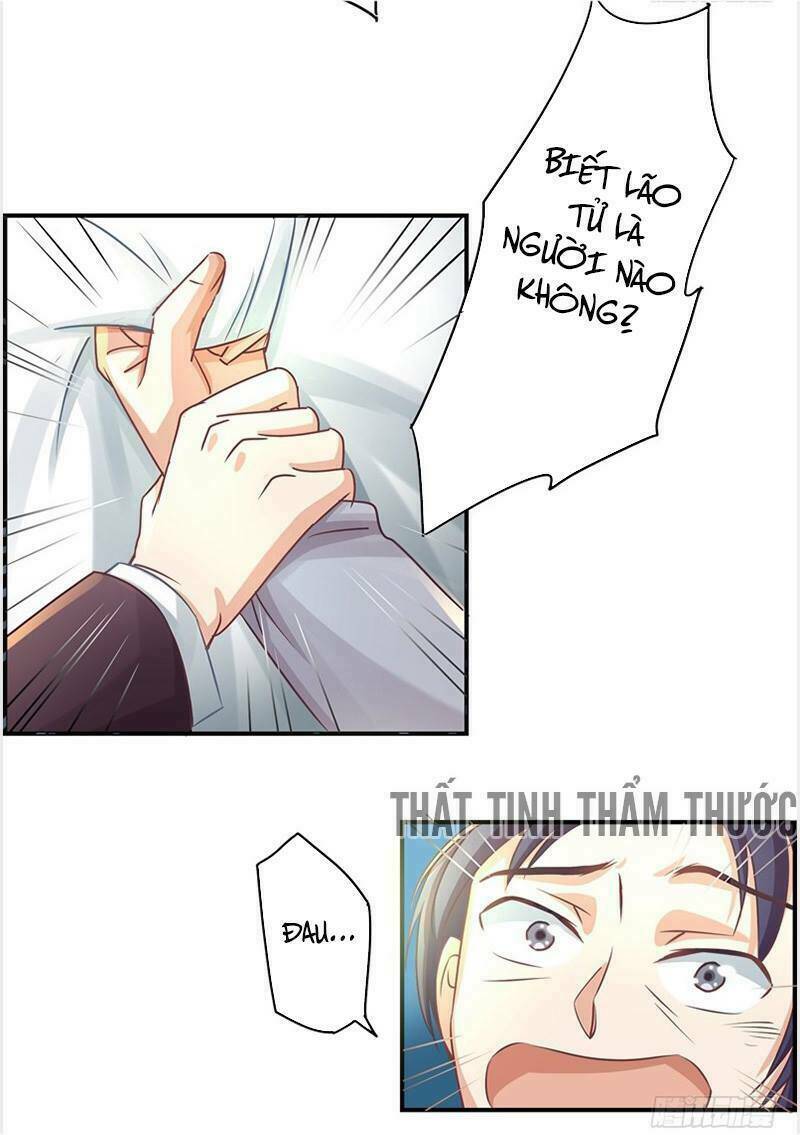 BIẾT LÃO
TỬ LÀ
NGƯỜI NÀO
KHÔNG?
THẤT TINH THẨM THƯỚC
ĐAU...